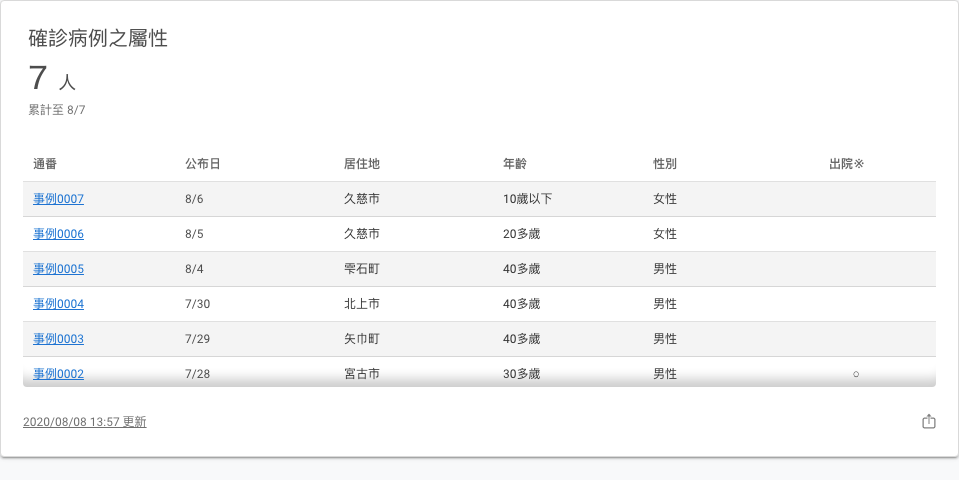 確診病例之屬性
7 人
累計至 8/7
通番 公布日 居住地 年齡 性別 出院※
事例0007 8/6 久慈市 10歲以下 女性
事例0006 8/5 久慈市 20多歲 女性
事例0005 8/4 雫石町 40多歲 男性
事例0004 7/30 北上市 40多歲 男性
事例0003 7/29 矢巾町 40多歲 男性
事例0002 7/28 宮古市 30多歲 男性 ○
2020/08/08 13:57 更新